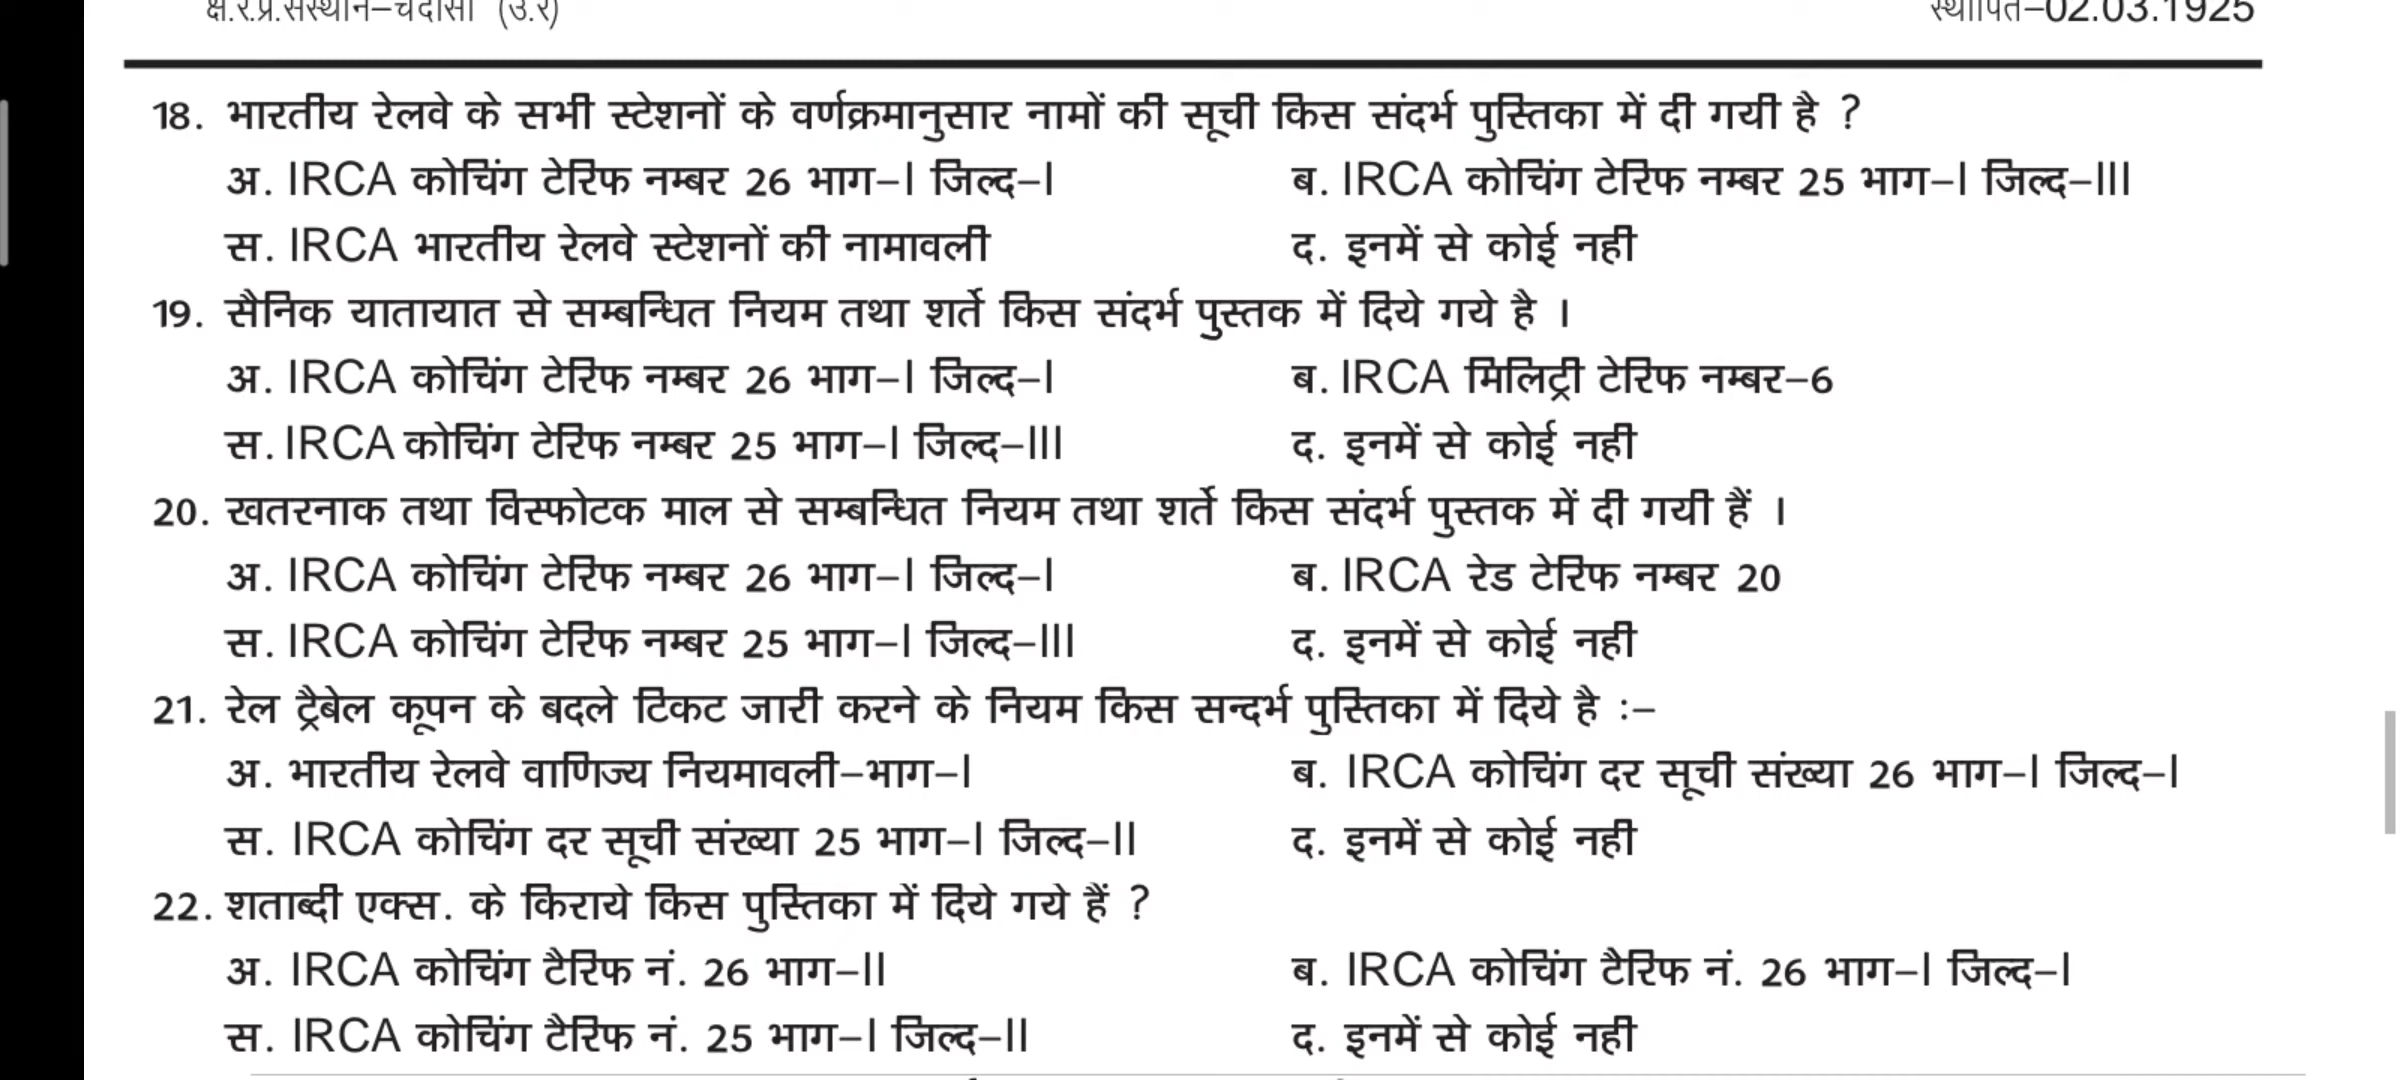 क्षे.रे.प्र.संस्थान–चंदौसी (उ.रे)
स्थापित–02.03.1925
18. भारतीय रेलवे के सभी स्टेशनों के वर्णक्रमानुसार नामों की सूची किस संदर्भ पुस्तिका में दी गयी है ?
अ. IRCA कोचिंग टेरिफ नम्बर 26 भाग–I जिल्द–I
ब. IRCA कोचिंग टेरिफ नम्बर 25 भाग–I जिल्द–III
स. IRCA भारतीय रेलवे स्टेशनों की नामावली
द. इनमें से कोई नही
19. सैनिक यातायात से सम्बन्धित नियम तथा शर्ते किस संदर्भ पुस्तक में दिये गये है ।
अ. IRCA कोचिंग टेरिफ नम्बर 26 भाग–I जिल्द–I
ब. IRCA मिलिट्री टेरिफ नम्बर–6
स. IRCA कोचिंग टेरिफ नम्बर 25 भाग–I जिल्द–III
द. इनमें से कोई नही
20. खतरनाक तथा विस्फोटक माल से सम्बन्धित नियम तथा शर्ते किस संदर्भ पुस्तक में दी गयी हैं ।
अ. IRCA कोचिंग टेरिफ नम्बर 26 भाग–I जिल्द–I
ब. IRCA रेड टेरिफ नम्बर 20
स. IRCA कोचिंग टेरिफ नम्बर 25 भाग–I जिल्द–III
द. इनमें से कोई नही
21. रेल ट्रैबेल कूपन के बदले टिकट जारी करने के नियम किस सन्दर्भ पुस्तिका में दिये है :–
अ. भारतीय रेलवे वाणिज्य नियमावली–भाग–I
ब. IRCA कोचिंग दर सूची संख्या 26 भाग–I जिल्द–I
स. IRCA कोचिंग दर सूची संख्या 25 भाग–I जिल्द–II
द. इनमें से कोई नही
22. शताब्दी एक्स. के किराये किस पुस्तिका में दिये गये हैं ?
अ. IRCA कोचिंग टैरिफ नं. 26 भाग–II
ब. IRCA कोचिंग टैरिफ नं. 26 भाग–I जिल्द–I
स. IRCA कोचिंग टैरिफ नं. 25 भाग–I जिल्द–II
द. इनमें से कोई नही